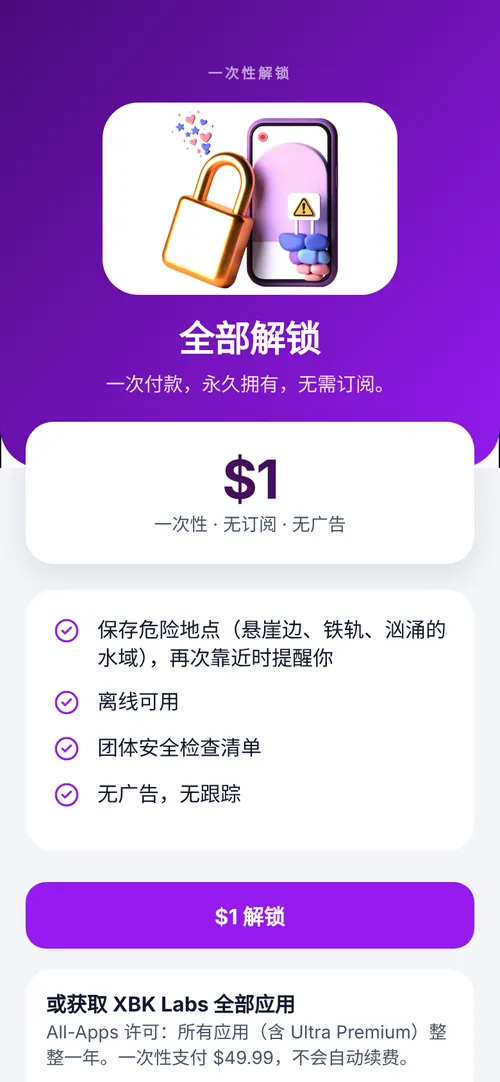 一次性解锁
全部解锁
一次付款，永久拥有，无需订阅。
$1
一次性 · 无订阅 · 无广告
保存危险地点（悬崖边、铁轨、汹涌的
水域），再次靠近时提醒你
离线可用
团体安全检查清单
无广告，无跟踪
$1 解锁
或获取 XBK Labs 全部应用
All-Apps 许可：所有应用（含 Ultra Premium）整
整一年。一次性支付 $49.99，不会自动续费。